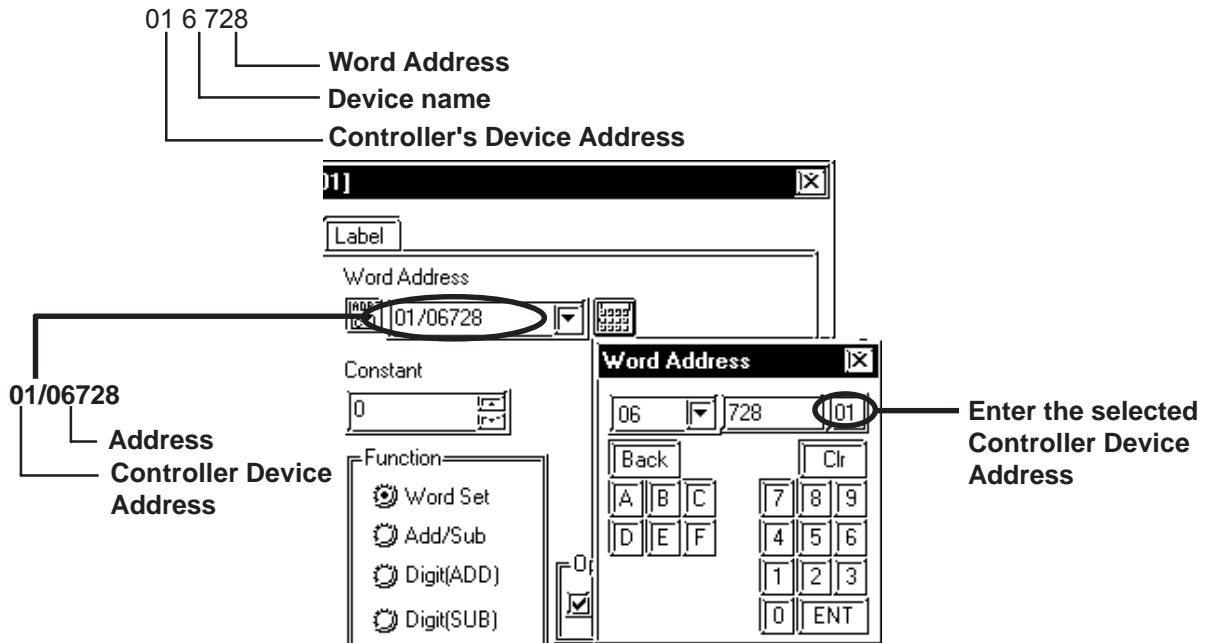 01 6 728
Word Address
Device name
Controller's Device Address
01]
Label
Word Address
01/06728
Constant
0
Function
Word Set
Add/Sub
Digit(ADD)
Digit(SUB)
Op
Word Address
06 728 01
Back Clr
A B C 7 8 9
D E F 4 5 6
1 2 3
0 ENT
01/06728
Address
Controller Device
Address
Enter the selected
Controller Device
Address